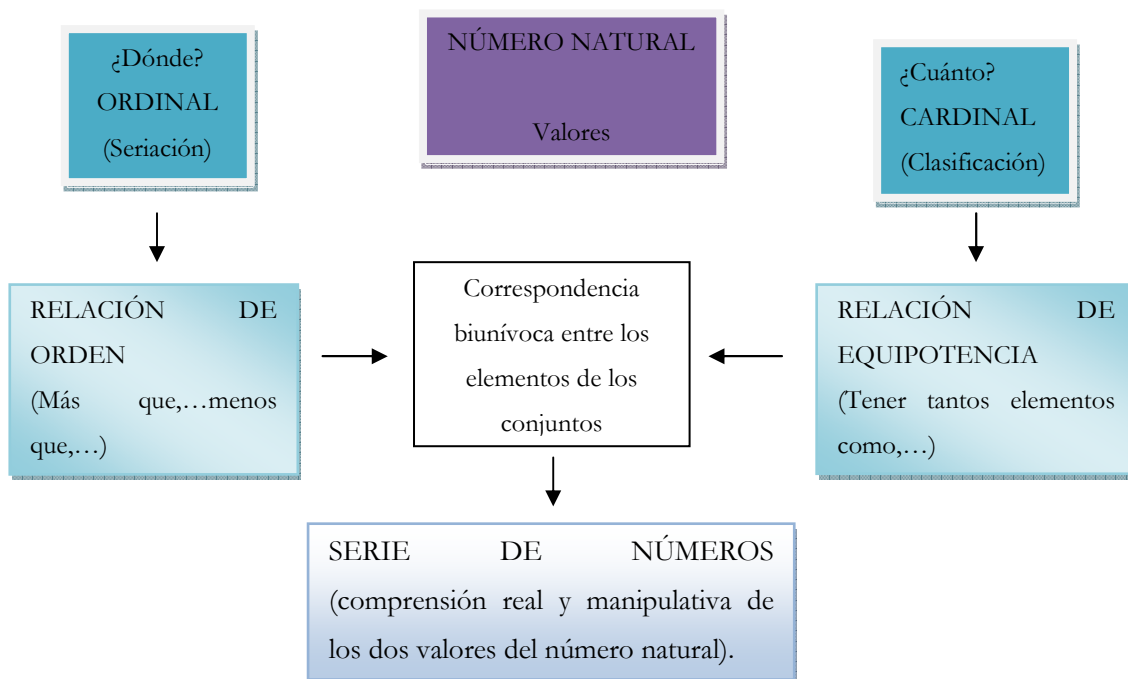 ¿Dónde?
ORDINAL
(Seriación)
NÚMERO NATURAL
Valores
¿Cuánto?
CARDINAL
(Clasificación)
RELACIÓN DE
ORDEN
(Más que,…menos
que,…)
Correspondencia
biunívoca entre los
elementos de los
conjuntos
RELACIÓN DE
EQUIPOTENCIA
(Tener tantos elementos
como,…)
SERIE DE NÚMEROS
(comprensión real y manipulativa de
los dos valores del número natural).